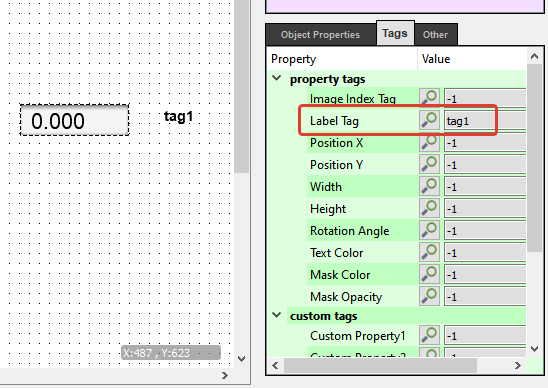 Object Properties Tags Other
Property Value
property tags
Image Index Tag -1
Label Tag tag1
Position X -1
Position Y -1
Width -1
Height -1
Rotation Angle -1
Text Color -1
Mask Color -1
Mask Opacity -1
custom tags
Custom Property1 -1
Custom Property2 -1
0.000 tag1
X:487 , Y:623